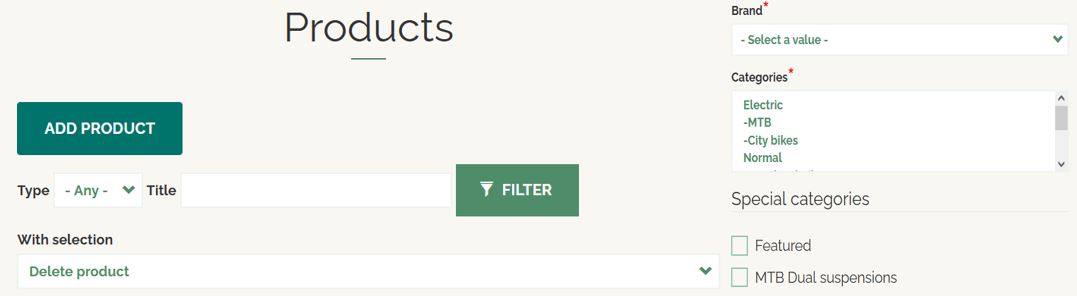 Products
ADD PRODUCT
Type - Any - Title FILTER
With selection
Delete product
Brand*
- Select a value -
Categories*
Electric
-MTB
-City bikes
Normal
Special categories
Featured
MTB Dual suspensions